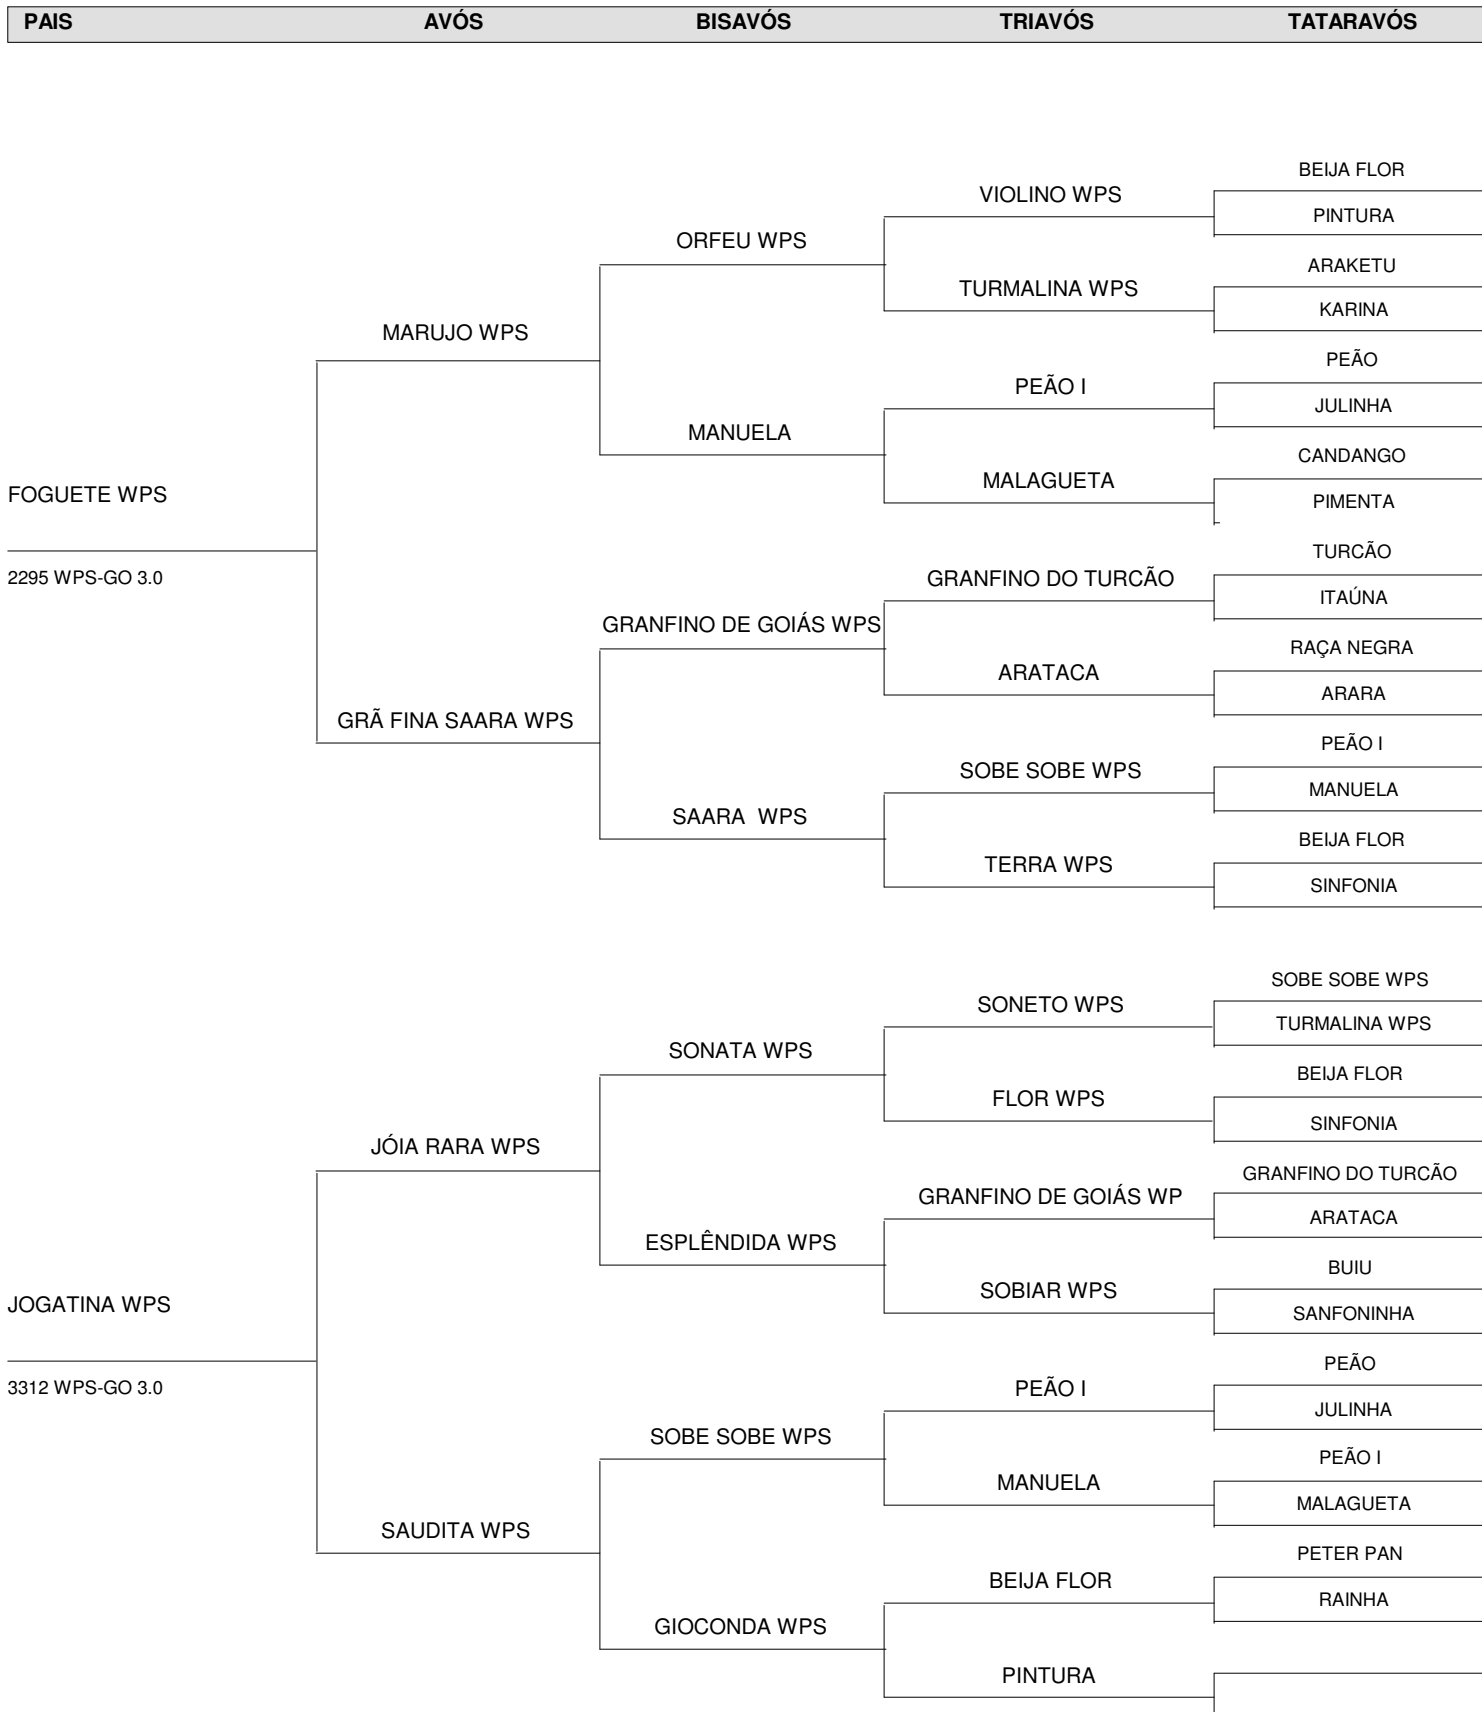 PAIS AVÓS BISAVÓS TRIAVÓS TATARAVÓS
BEIJA FLOR
VIOLINO WPS
PINTURA
ORFEU WPS
ARAKETU
TURMALINA WPS
KARINA
MARUJO WPS
PEÃO
PEÃO I
JULINHA
MANUELA
CANDANGO
MALAGUETA
FOGUETE WPS
PIMENTA
TURCÃO
2295 WPS-GO 3.0
GRANFINO DO TURCÃO
ITAÚNA
GRANFINO DE GOIÁS WPS
RAÇA NEGRA
ARATACA
ARARA
GRÃ FINA SAARA WPS
PEÃO I
SOBE SOBE WPS
MANUELA
SAARA WPS
BEIJA FLOR
TERRA WPS
SINFONIA
SOBE SOBE WPS
SONETO WPS
TURMALINA WPS
SONATA WPS
BEIJA FLOR
FLOR WPS
SINFONIA
JÓIA RARA WPS
GRANFINO DO TURCÃO
GRANFINO DE GOIÁS WP
ARATACA
ESPLÊNDIDA WPS
BUIU
SOBIAR WPS
JOGATINA WPS
SANFONINHA
PEÃO
3312 WPS-GO 3.0
PEÃO I
JULINHA
SOBE SOBE WPS
PEÃO I
MANUELA
MALAGUETA
SAUDITA WPS
PETER PAN
BEIJA FLOR
RAINHA
GIOCONDA WPS
PINTURA